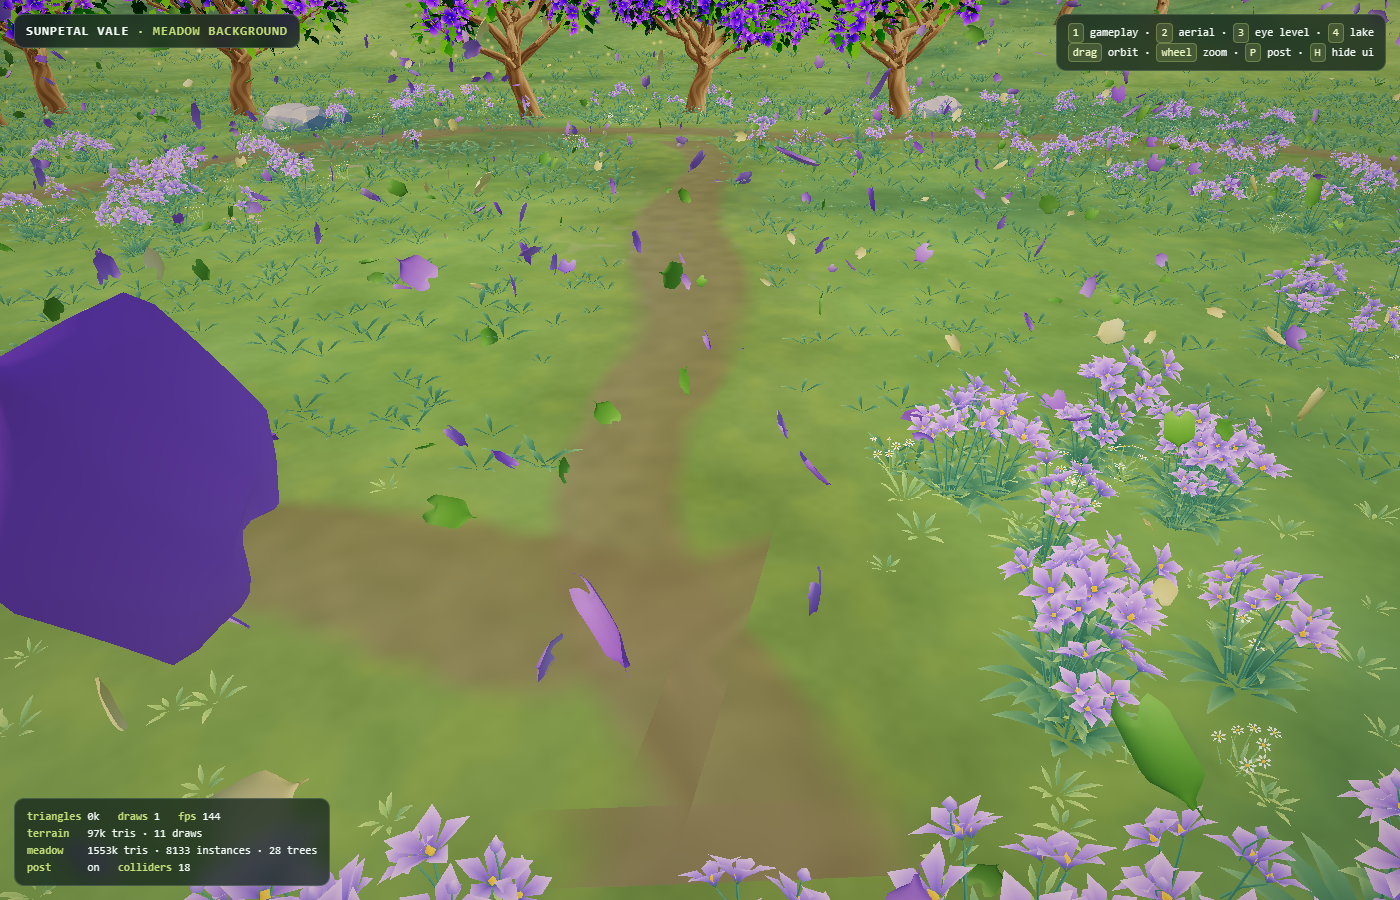 SUNPETAL VALE · MEADOW BACKGROUND
1 gameplay · 2 aerial · 3 eye level · 4 lake
drag orbit · wheel zoom · P post · H hide ui
triangles 0k draws 1 fps 144
terrain 97k tris · 11 draws
meadow 1553k tris · 8133 instances · 28 trees
post on colliders 18